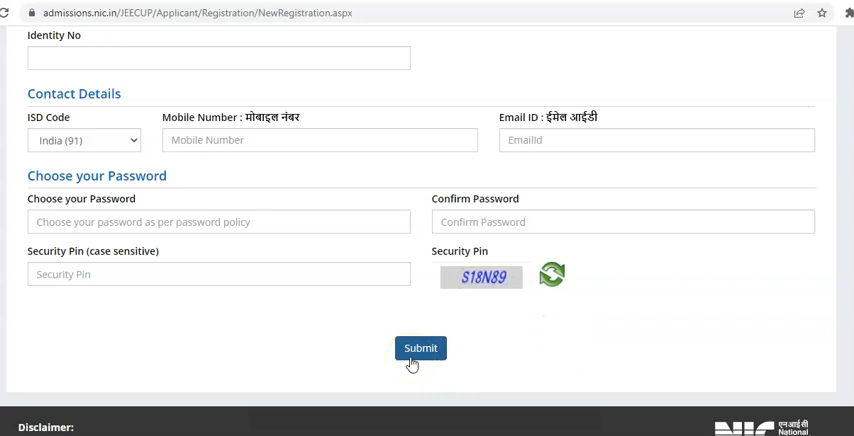 admissions.nic.in/JEECUP/Applicant/Registration/NewRegistration.aspx
Identity No
Contact Details
ISD Code
Mobile Number : मोबाइल नंबर
Email ID : ईमेल आईडी
India (91)
Mobile Number
EmailId
Choose your Password
Choose your Password
Confirm Password
Choose your password as per password policy
Confirm Password
Security Pin (case sensitive)
Security Pin
Security Pin
S18N89
Submit
Disclaimer:
NIC
एनआईसी
National